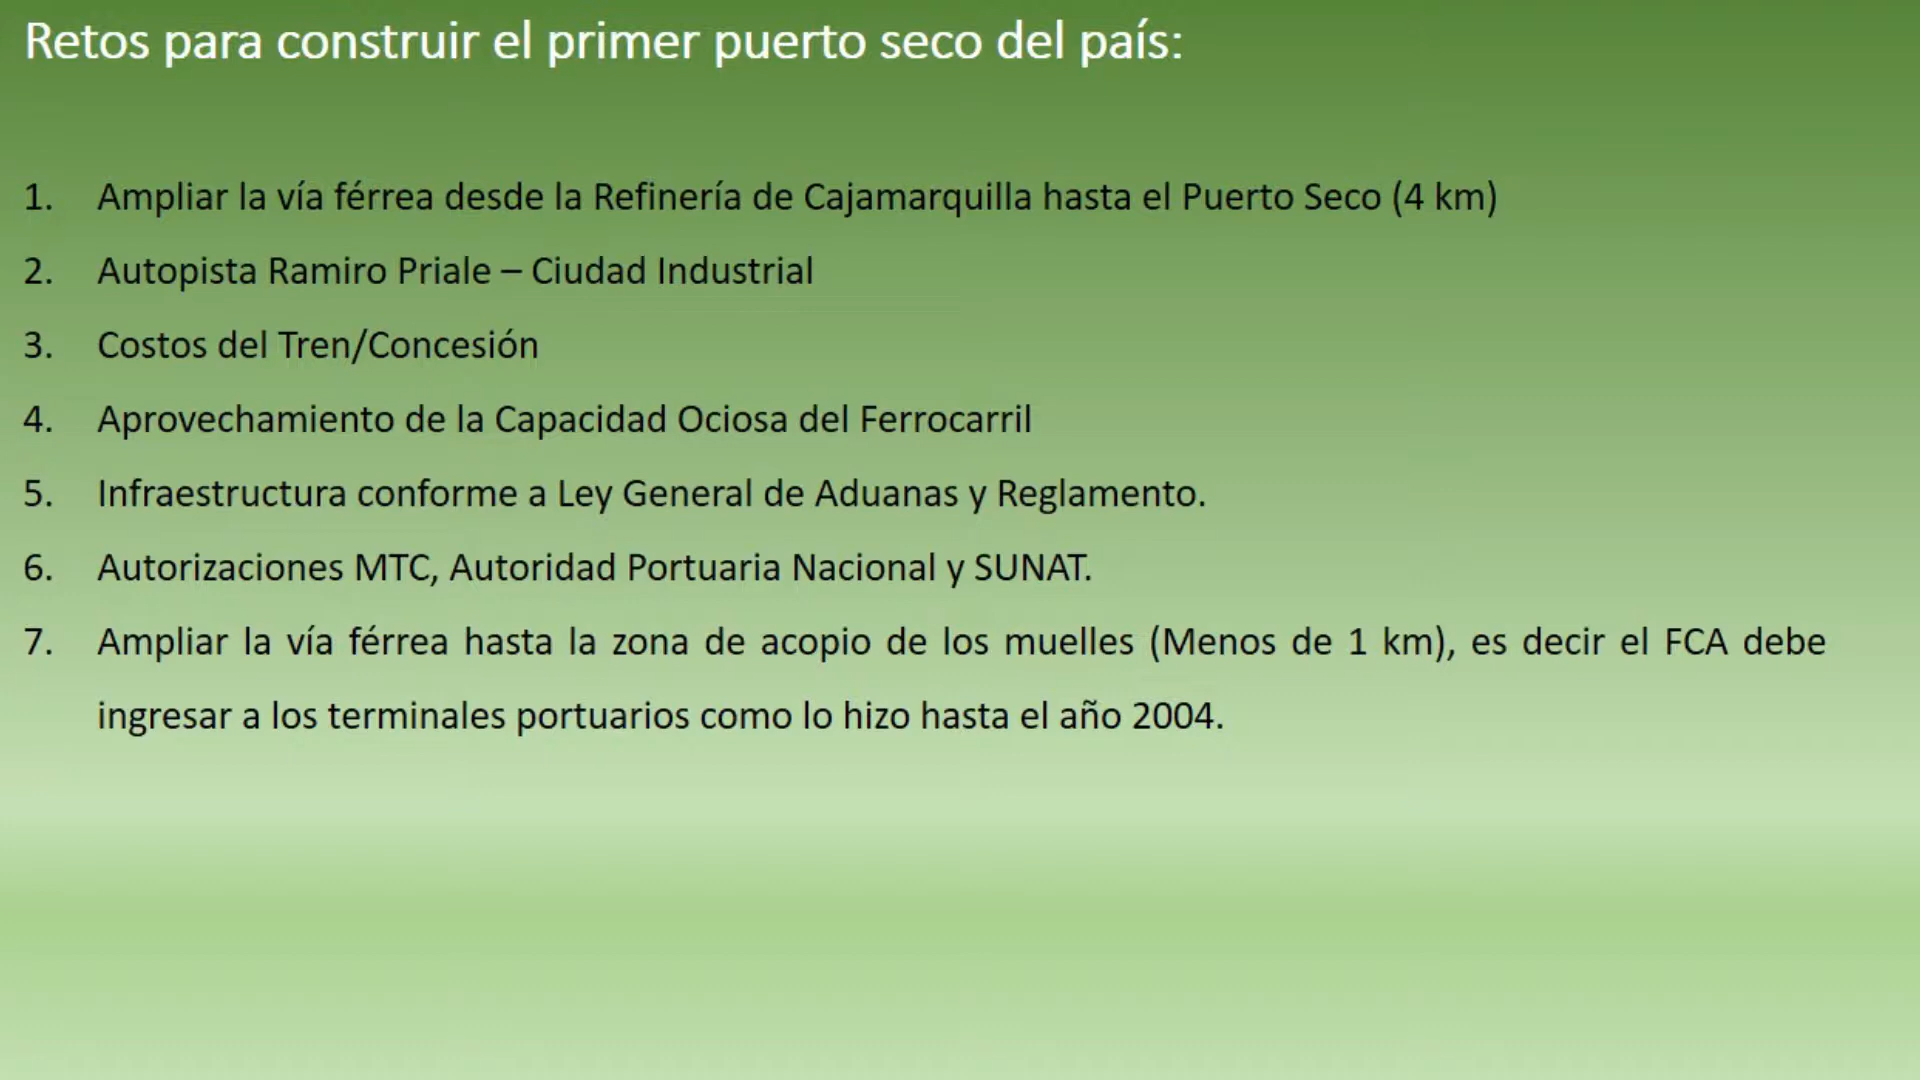 Retos para construir el primer puerto seco del país:
1. Ampliar la vía férrea desde la Refinería de Cajamarquilla hasta el Puerto Seco (4 km)
2. Autopista Ramiro Priale – Ciudad Industrial
3. Costos del Tren/Concesión
4. Aprovechamiento de la Capacidad Ociosa del Ferrocarril
5. Infraestructura conforme a Ley General de Aduanas y Reglamento.
6. Autorizaciones MTC, Autoridad Portuaria Nacional y SUNAT.
7. Ampliar la vía férrea hasta la zona de acopio de los muelles (Menos de 1 km), es decir el FCA debe
ingresar a los terminales portuarios como lo hizo hasta el año 2004.